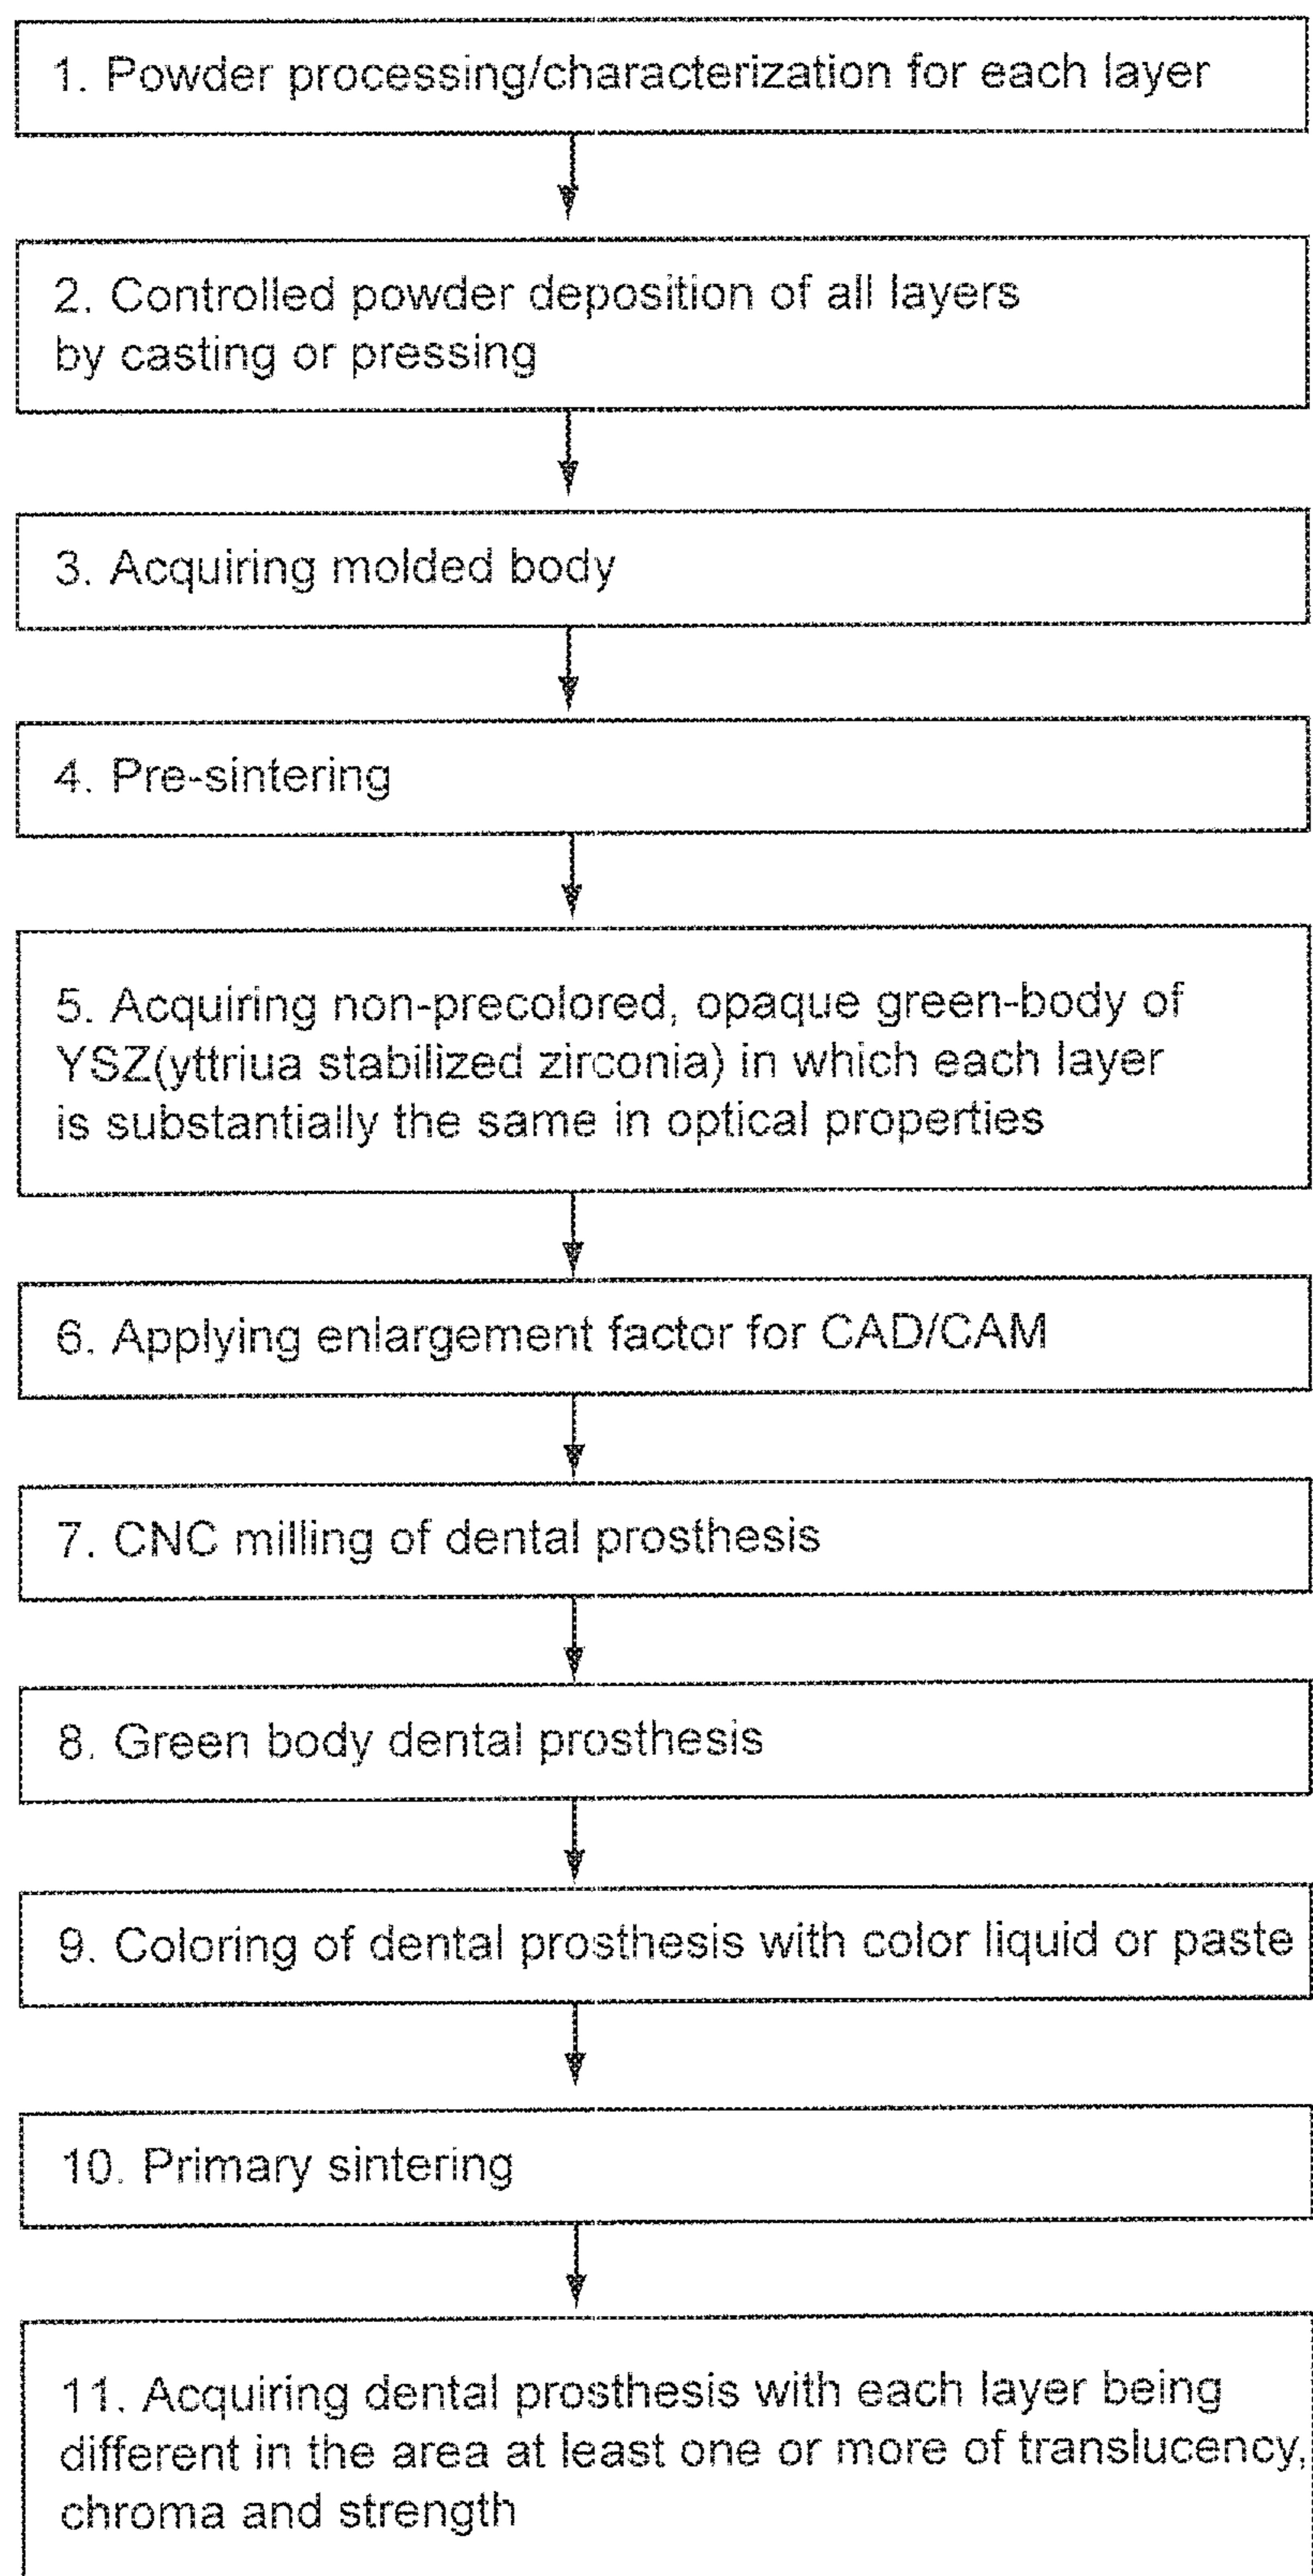 1. Powder processing/characterization for each layer
2. Controlled powder deposition of all layers
by casting or pressing
3. Acquiring molded body
4. Pre-sintering
5. Acquiring non-precolored, opaque green-body of
YSZ(yttriua stabilized zirconia) in which each layer
is substantially the same in optical properties
6. Applying enlargement factor for CAD/CAM
7. CNC milling of dental prosthesis
8. Green body dental prosthesis
9. Coloring of dental prosthesis with color liquid or paste
10. Primary sintering
11. Acquiring dental prosthesis with each layer being
different in the area at least one or more of translucency,
chroma and strength